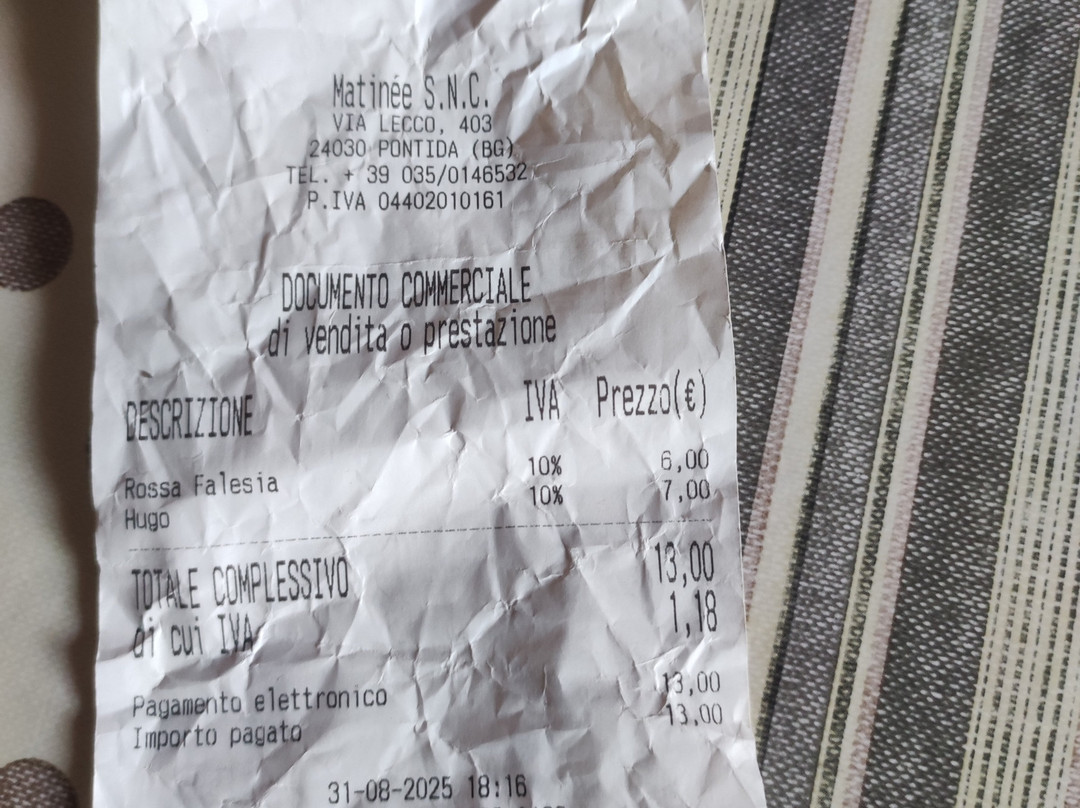 Matinée S.N.C.
VIA LECCO, 403
24030 PONTIDA (BG)
TEL. + 39 035/0146532
P.IVA 04402010161
DOCUMENTO COMMERCIALE
di vendita o prestazione
DESCRIZIONE IVA Prezzo(€)
Rossa Falesia 10% 6,00
Hugo 10% 7,00
TOTALE COMPLESSIVO 13,00
di cui IVA 1,18
Pagamento elettronico 13,00
Importo pagato 13,00
31-08-2025 18:16